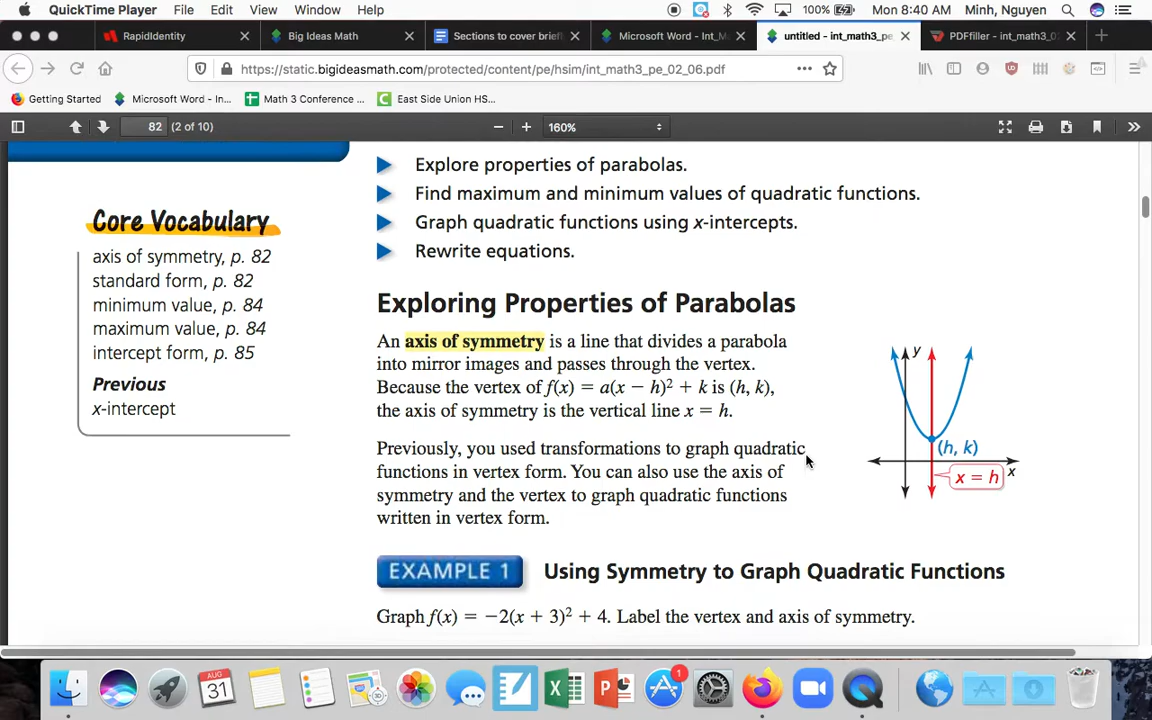 QuickTime Player File Edit View Window Help 100% Mon 8:40 AM Minh, Nguyen
RapidIdentity Big Ideas Math Sections to cover brief Microsoft Word - Int_M untitled - int_math3_pe PDFfiller - int_math3_0
https://static.bigideasmath.com/protected/content/pe/hsim/int_math3_pe_02_06.pdf
Getting Started Microsoft Word - In... Math 3 Conference ... East Side Union HS...
82 (2 of 10) 160%
Explore properties of parabolas.
Find maximum and minimum values of quadratic functions.
Graph quadratic functions using x-intercepts.
Rewrite equations.
Core Vocabulary
axis of symmetry, p. 82
standard form, p. 82
minimum value, p. 84
maximum value, p. 84
intercept form, p. 85
Previous
x-intercept
Exploring Properties of Parabolas
An axis of symmetry is a line that divides a parabola
into mirror images and passes through the vertex.
Because the vertex of f(x) = a(x − h)² + k is (h, k),
the axis of symmetry is the vertical line x = h.
Previously, you used transformations to graph quadratic
functions in vertex form. You can also use the axis of
symmetry and the vertex to graph quadratic functions
written in vertex form.
y
(h, k)
x = h
x
EXAMPLE 1 Using Symmetry to Graph Quadratic Functions
Graph f(x) = −2(x + 3)² + 4. Label the vertex and axis of symmetry.
AUG
31
1